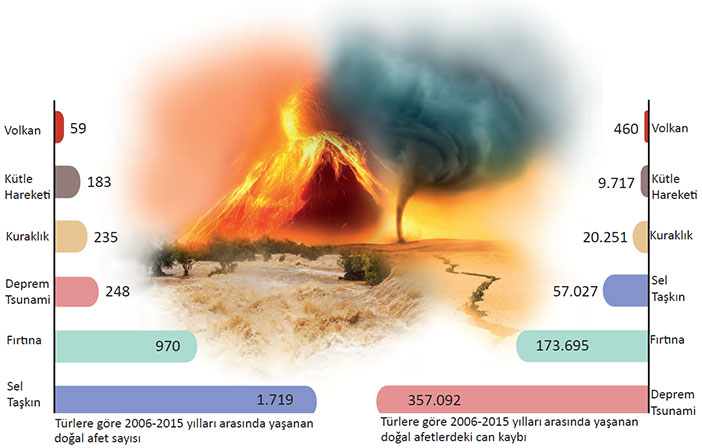 Volkan 59
Kütle
Hareketi 183
Kuraklık 235
Deprem
Tsunami 248
Fırtına 970
Sel
Taşkın 1.719
Türlere göre 2006-2015 yılları arasında yaşanan
doğal afet sayısı
460 Volkan
9.717 Kütle
Hareketi
20.251 Kuraklık
57.027 Sel
Taşkın
173.695 Fırtına
357.092 Deprem
Tsunami
Türlere göre 2006-2015 yılları arasında yaşanan
doğal afetlerdeki can kaybı